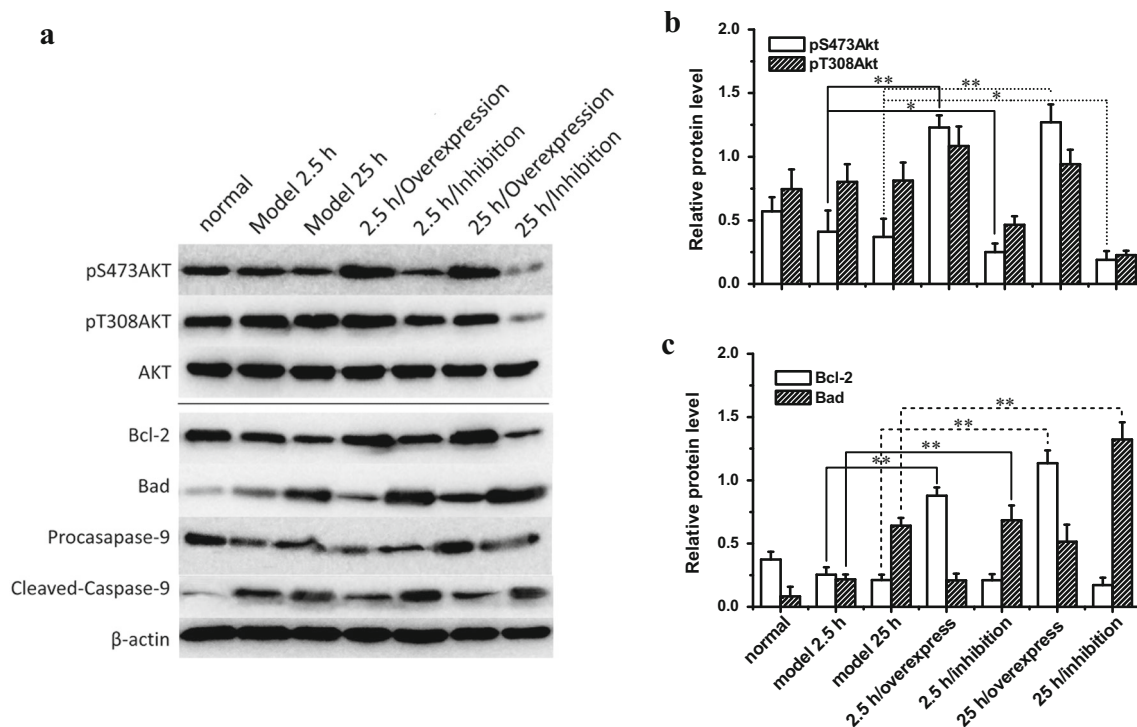 a
normal
Model 2.5 h
Model 25 h
2.5 h/Overexpression
2.5 h/Inhibition
25 h/Overexpression
25 h/Inhibition
pS473AKT
pT308AKT
AKT
Bcl-2
Bad
Procasapase-9
Cleaved-Caspase-9
β-actin
b
Relative protein level
2.0
1.5
1.0
0.5
0.0
pS473Akt
pT308Akt
**
**
*
*
c
Relative protein level
2.0
1.5
1.0
0.5
0.0
Bcl-2
Bad
**
**
**
**
normal
model 2.5 h
model 25 h
2.5 h/overexpress
2.5 h/inhibition
25 h/overexpress
25 h/inhibition